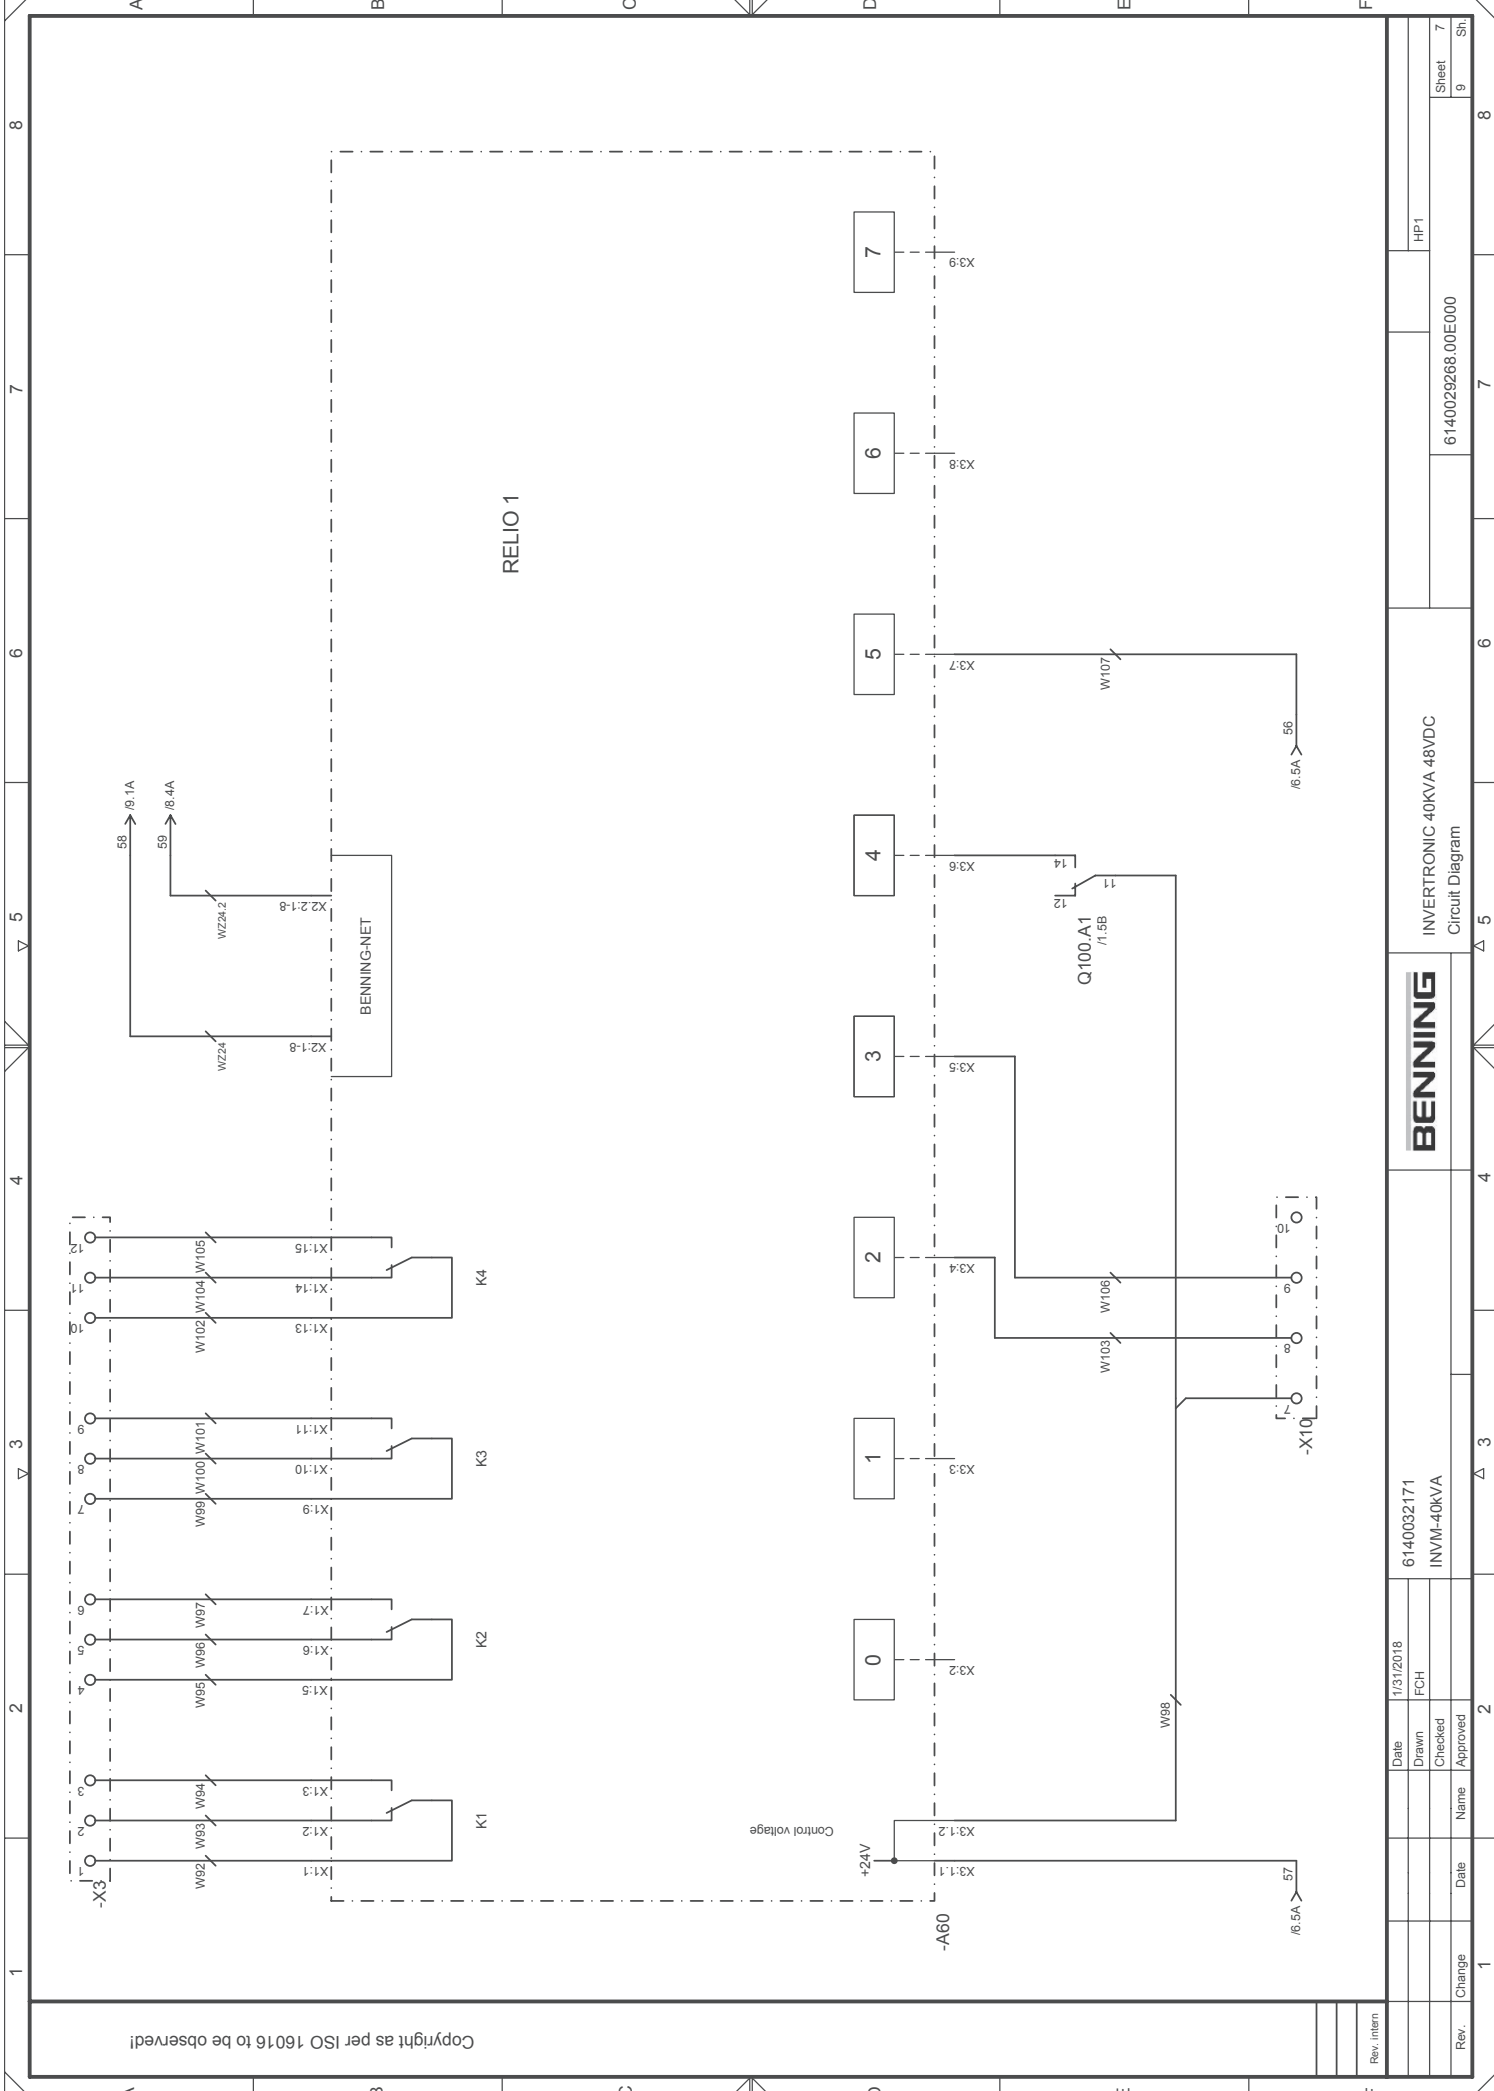 1 2 3 4 5 6 7 8
A
B
C
D
E
F
-X3
1 2 3 4 5 6 7 8 9 10 11 12
W92 W93 W94 W95 W96 W97 W99 W100 W101 W102 W104 W105
X1:1 X1:2 X1:3 X1:5 X1:6 X1:7 X1:9 X1:10 X1:11 X1:13 X1:14 X1:15
K1 K2 K3 K4
58 /9.1A
59 /8.4A
WZ24 WZ24.2
X2:1-8 X2.2:1-8
BENNING-NET
RELIO 1
Control voltage
+24V
0 1 2 3 4 5 6 7
-A60
X3:1.1 X3:1.2 X3:2 X3:3 X3:4 X3:5 X3:6 X3:7 X3:8 X3:9
12 14
11
Q100.A1
/1.5B
W98 W103 W106 W107
/6.5A 57
-X10
7 8 9 10
/6.5A 56
Copyright as per ISO 16016 to be observed!
Rev. intern
Rev. Change Date Name
Date 1/31/2018
Drawn FCH
Checked
Approved
6140032171
INVM-40kVA
BENNING
INVERTRONIC 40KVA 48VDC
Circuit Diagram
6140029268.00E000
HP1
Sheet 7
9 Sh.
1 2 3 4 5 6 7 8